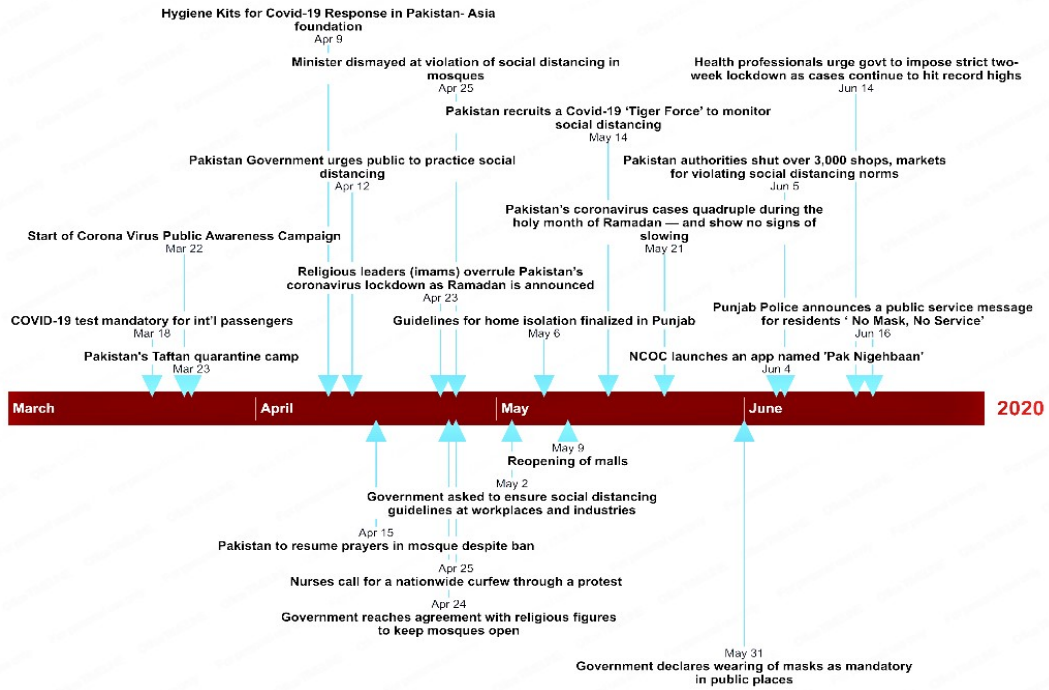 Hygiene Kits for Covid-19 Response in Pakistan- Asia
foundation
Apr 9
Minister dismayed at violation of social distancing in
mosques
Apr 25
Health professionals urge govt to impose strict two-
week lockdown as cases continue to hit record highs
Jun 14
Pakistan recruits a Covid-19 ‘Tiger Force’ to monitor
social distancing
May 14
Pakistan Government urges public to practice social
distancing
Apr 12
Pakistan authorities shut over 3,000 shops, markets
for violating social distancing norms
Jun 5
Pakistan’s coronavirus cases quadruple during the
holy month of Ramadan — and show no signs of
slowing
May 21
Start of Corona Virus Public Awareness Campaign
Mar 22
Religious leaders (imams) overrule Pakistan’s
coronavirus lockdown as Ramadan is announced
Apr 23
Punjab Police announces a public service message
for residents ‘ No Mask, No Service’
Jun 16
COVID-19 test mandatory for int’l passengers
Mar 18
Guidelines for home isolation finalized in Punjab
May 6
Pakistan's Taftan quarantine camp
Mar 23
NCOC launches an app named 'Pak Nigehbaan'
Jun 4
March
April
May
June
2020
May 9
Reopening of malls
May 2
Government asked to ensure social distancing
guidelines at workplaces and industries
Apr 15
Pakistan to resume prayers in mosque despite ban
Apr 25
Nurses call for a nationwide curfew through a protest
Apr 24
Government reaches agreement with religious figures
to keep mosques open
May 31
Government declares wearing of masks as mandatory
in public places